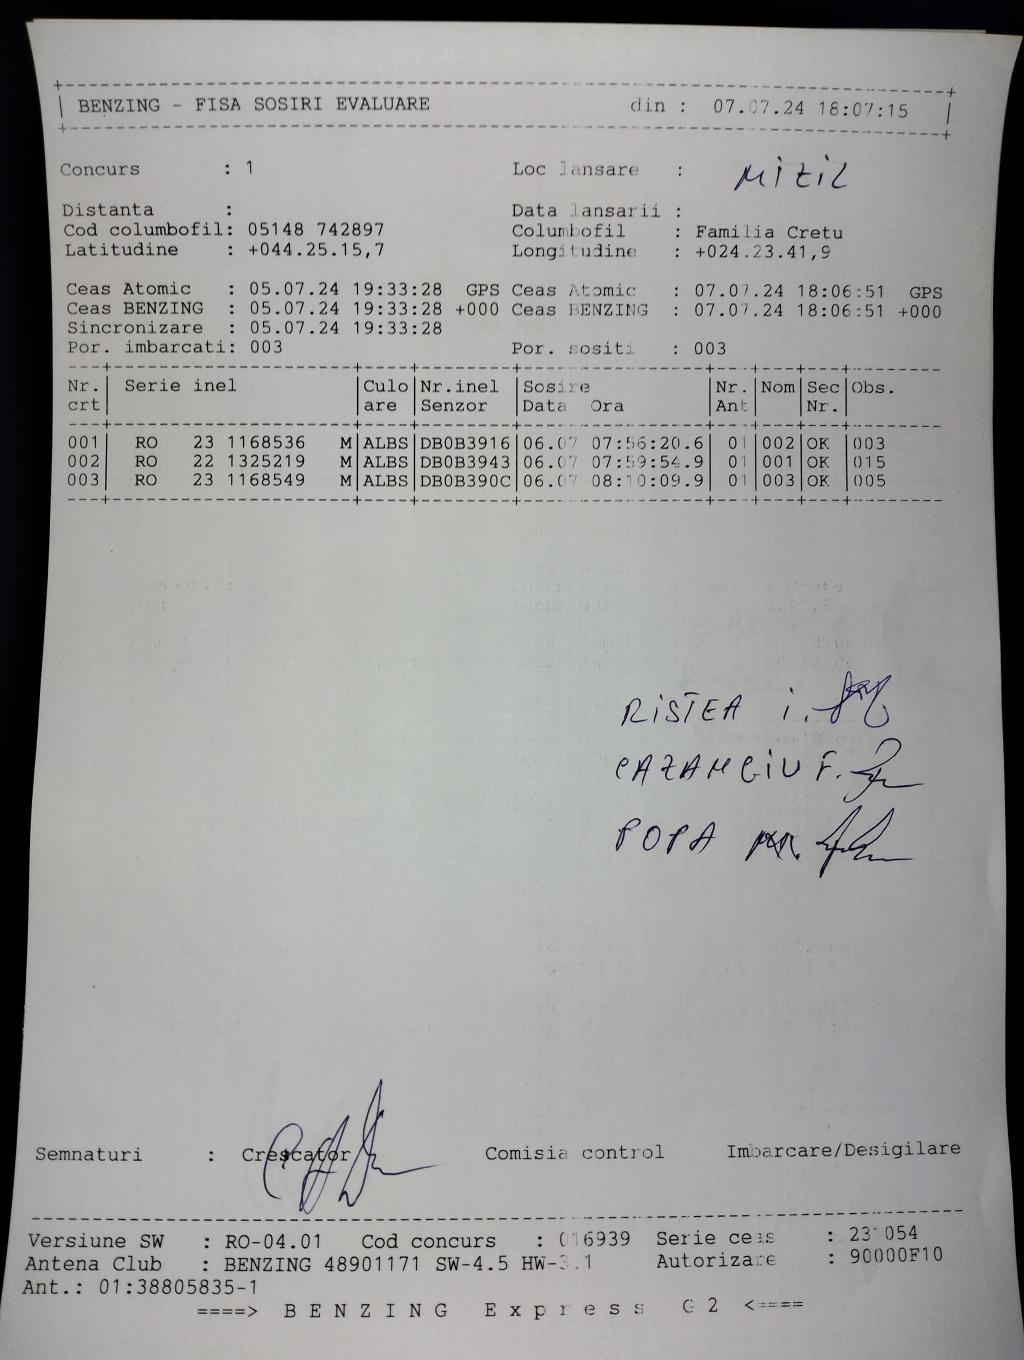 +--------------------------------------------------------------------------------+
| BENZING - FISA SOSIRI EVALUARE din : 07.07.24 18:07:15 |
+--------------------------------------------------------------------------------+
Concurs : 1 Loc lansare : MIZIL
Distanta : Data lansarii :
Cod columbofil: 05148 742897 Columbofil : Familia Cretu
Latitudine : +044.25.15,7 Longitudine : +024.23.41,9
Ceas Atomic : 05.07.24 19:33:28 GPS Ceas Atomic : 07.07.24 18:06:51 GPS
Ceas BENZING : 05.07.24 19:33:28 +000 Ceas BENZING : 07.07.24 18:06:51 +000
Sincronizare : 05.07.24 19:33:28
Por. imbarcati: 003 Por. sositi : 003
Nr.| Serie inel |Culo|Nr.inel |Sosire |Nr.|Nom|Sec|Obs.
crt| |are |Senzor |Data Ora |Ant| |Nr.|
001| RO 23 1168536 M|ALBS|DB0B3916|06.07 07:56:20.6| 01|002|OK |003
002| RO 22 1325219 M|ALBS|DB0B3943|06.07 07:59:54.9| 01|001|OK |015
003| RO 23 1168549 M|ALBS|DB0B390C|06.07 08:10:09.9| 01|003|OK |005
RISTEA i.
CAZANGIU F.
POPA
Semnaturi : Crescator Comisia control Imbarcare/Desigilare
Versiune SW : RO-04.01 Cod concurs : 016939 Serie ceas : 231054
Antena Club : BENZING 48901171 SW-4.5 HW-3.1 Autorizare : 90000F10
Ant.: 01:38805835-1
====> B E N Z I N G E x p r e s s G 2 <====